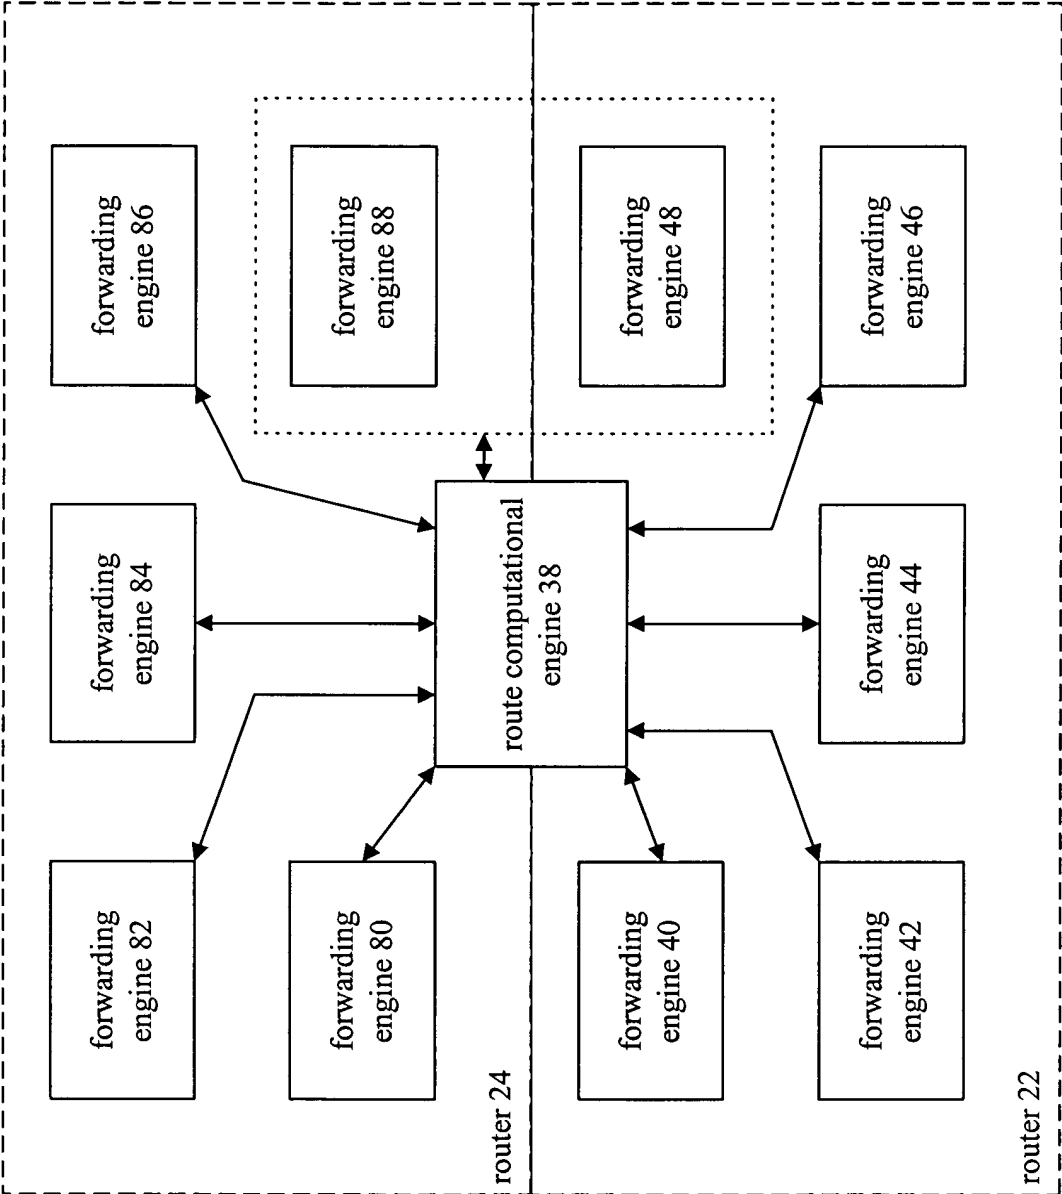 forwarding
engine 82
forwarding
engine 84
forwarding
engine 86
forwarding
engine 80
forwarding
engine 88
router 24
route computational
engine 38
forwarding
engine 40
forwarding
engine 48
forwarding
engine 42
forwarding
engine 44
forwarding
engine 46
router 22